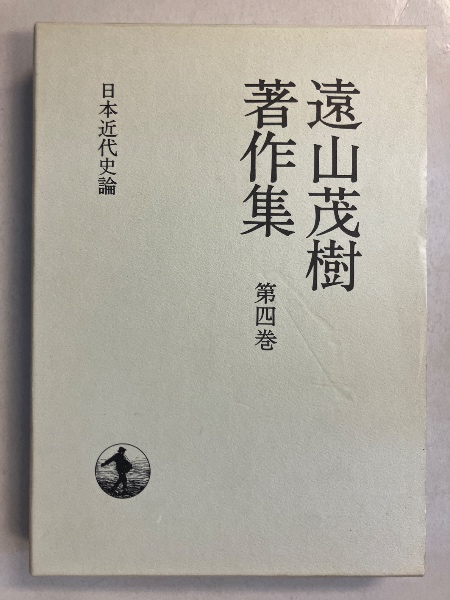 遠山茂樹
著作集
第四巻
日本近代史論